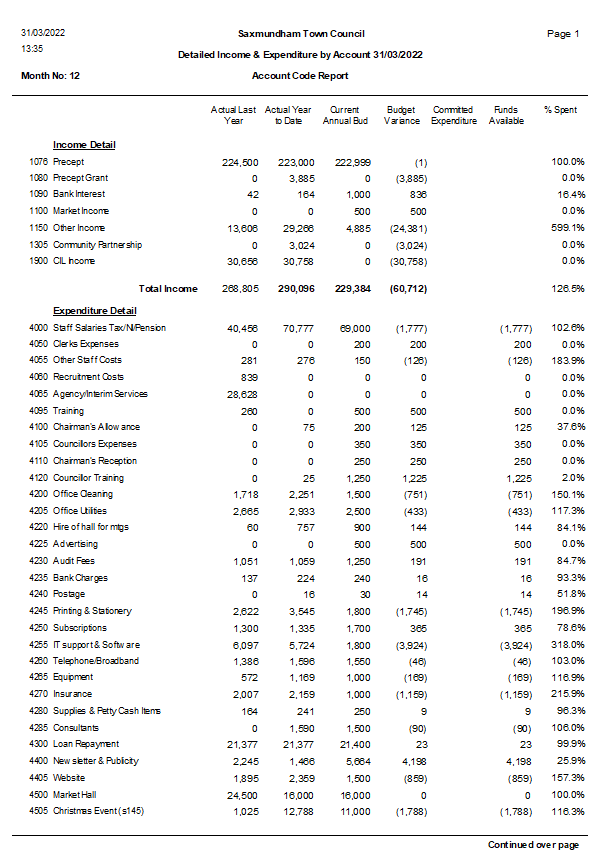 31/03/2022 Saxmundham Town Council Page 1
13:35 Detailed Income & Expenditure by Account 31/03/2022
Month No: 12 Account Code Report
Actual Last Actual Year Current Budget Committed Funds % Spent
Year to Date Annual Bud Variance Expenditure Available
Income Detail
1076 Precept 224,500 223,000 222,999 (1) 100.0%
1080 Precept Grant 0 3,885 0 (3,885) 0.0%
1090 Bank Interest 42 164 1,000 836 16.4%
1100 Market Income 0 0 500 500 0.0%
1150 Other Income 13,606 29,266 4,885 (24,381) 599.1%
1305 Community Partnership 0 3,024 0 (3,024) 0.0%
1900 CIL Income 30,656 30,758 0 (30,758) 0.0%
Total Income 268,805 290,096 229,384 (60,712) 126.5%
Expenditure Detail
4000 Staff Salaries Tax/NI/Pension 40,456 70,777 69,000 (1,777) (1,777) 102.6%
4050 Clerks Expenses 0 0 200 200 200 0.0%
4055 Other Staff Costs 281 276 150 (126) (126) 183.9%
4060 Recruitment Costs 839 0 0 0 0 0.0%
4065 Agency/Interim Services 28,628 0 0 0 0 0.0%
4095 Training 260 0 500 500 500 0.0%
4100 Chairman's Allowance 0 75 200 125 125 37.6%
4105 Councillors Expenses 0 0 350 350 350 0.0%
4110 Chairman's Reception 0 0 250 250 250 0.0%
4120 Councillor Training 0 25 1,250 1,225 1,225 2.0%
4200 Office Cleaning 1,718 2,251 1,500 (751) (751) 150.1%
4205 Office Utilities 2,665 2,933 2,500 (433) (433) 117.3%
4220 Hire of hall for mtgs 60 757 900 144 144 84.1%
4225 Advertising 0 0 500 500 500 0.0%
4230 Audit Fees 1,051 1,059 1,250 191 191 84.7%
4235 Bank Charges 137 224 240 16 16 93.3%
4240 Postage 0 16 30 14 14 51.8%
4245 Printing & Stationery 2,622 3,545 1,800 (1,745) (1,745) 196.9%
4250 Subscriptions 1,300 1,335 1,700 365 365 78.6%
4255 IT support & Software 6,097 5,724 1,800 (3,924) (3,924) 318.0%
4260 Telephone/Broadband 1,386 1,596 1,550 (46) (46) 103.0%
4265 Equipment 572 1,169 1,000 (169) (169) 116.9%
4270 Insurance 2,007 2,159 1,000 (1,159) (1,159) 215.9%
4280 Supplies & Petty Cash Items 164 241 250 9 9 96.3%
4285 Consultants 0 1,590 1,500 (90) (90) 106.0%
4300 Loan Repayment 21,377 21,377 21,400 23 23 99.9%
4400 Newsletter & Publicity 2,245 1,466 5,664 4,198 4,198 25.9%
4405 Website 1,895 2,359 1,500 (859) (859) 157.3%
4500 Market Hall 24,500 16,000 16,000 0 0 100.0%
4505 Christmas Event (s145) 1,025 12,788 11,000 (1,788) (1,788) 116.3%
Continued over page